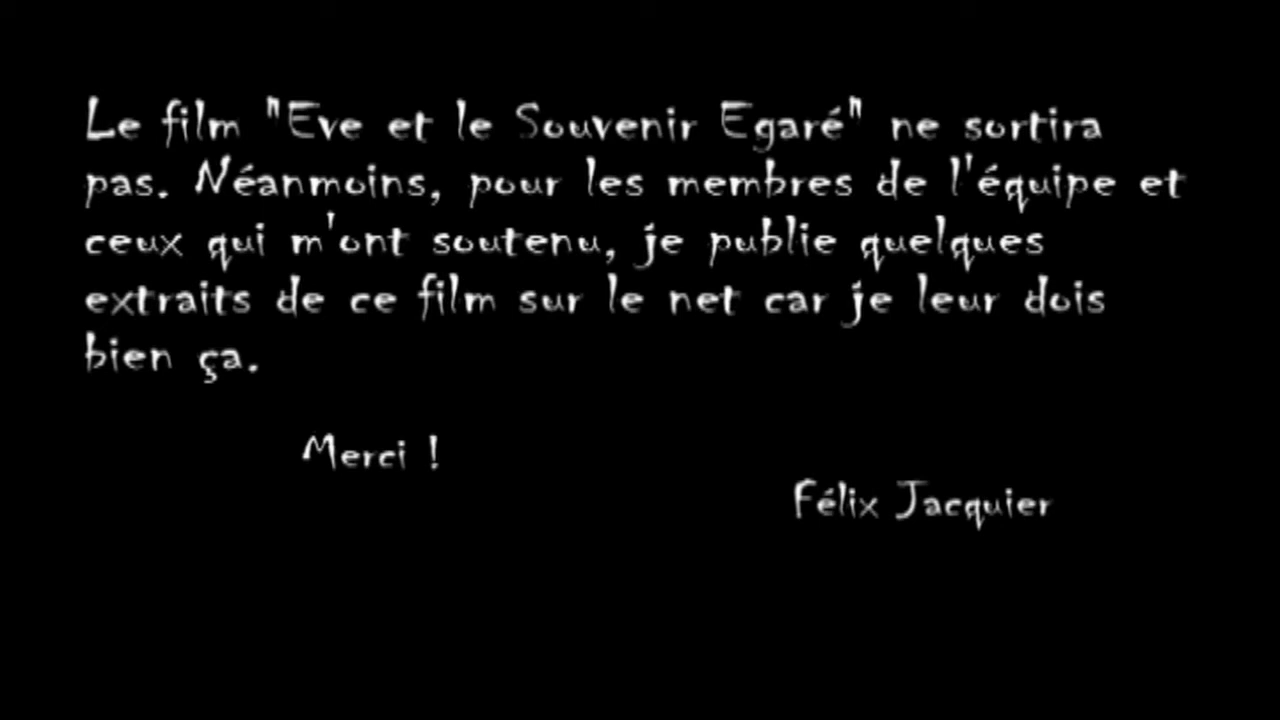 Le film "Eve et le Souvenir Egaré" ne sortira
pas. Néanmoins, pour les membres de l'équipe et
ceux qui m'ont soutenu, je publie quelques
extraits de ce film sur le net car je leur dois
bien ça.
Merci !
Félix Jacquier